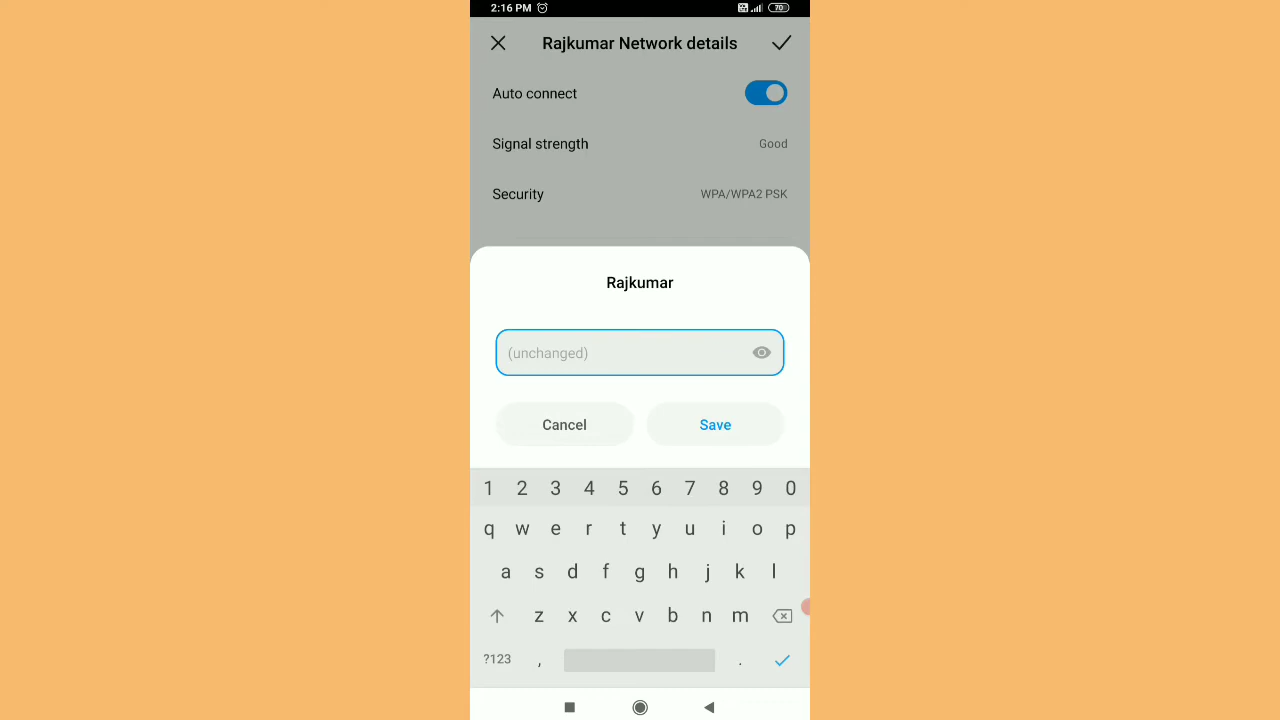 2:16 PM 70
Rajkumar Network details
Auto connect
Signal strength Good
Security WPA/WPA2 PSK
Rajkumar
(unchanged)
Cancel Save
1 2 3 4 5 6 7 8 9 0
q w e r t y u i o p
a s d f g h j k l
z x c v b n m
?123 , .